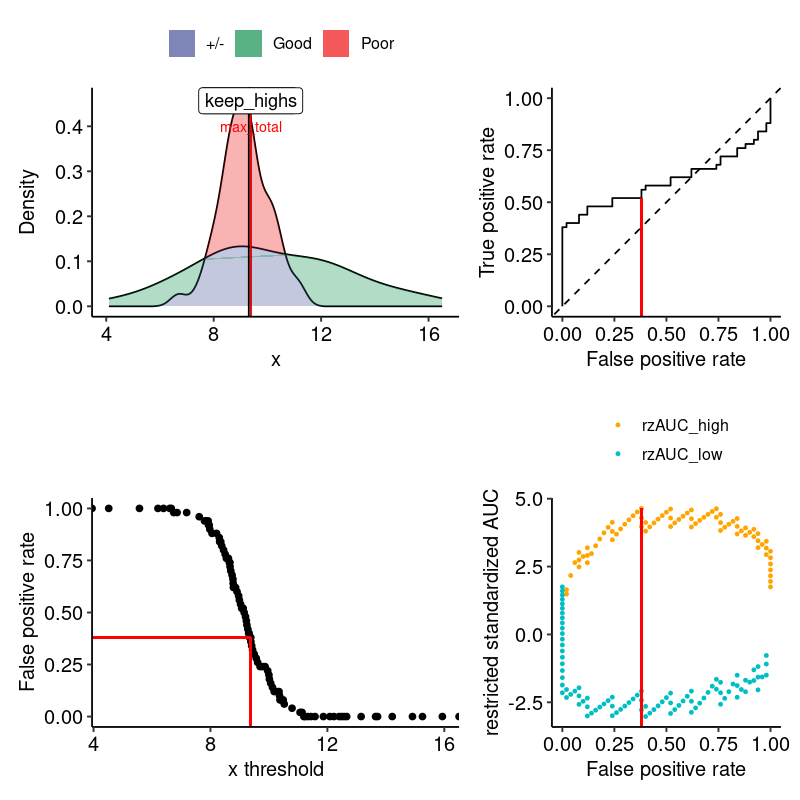 +/- Good Poor
keep_highs
max_total
Density
0.4
0.3
0.2
0.1
0.0
4 8 12 16
x
True positive rate
1.00
0.75
0.50
0.25
0.00
0.00 0.25 0.50 0.75 1.00
False positive rate
False positive rate
1.00
0.75
0.50
0.25
0.00
4 8 12 16
x threshold
rzAUC_high
rzAUC_low
restricted standardized AUC
5.0
2.5
0.0
-2.5
0.00 0.25 0.50 0.75 1.00
False positive rate